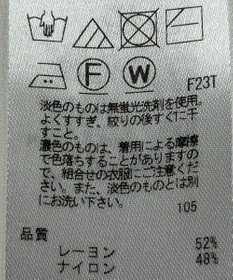 F W
F23T
淡色のものは無蛍光洗剤を使用。
よくすすぎ、絞りの後すぐに干
すこと。
濃色のものは、着用による摩擦
で色落ちすることがありますの
で、組合せの衣服にご注意くだ
さい。また、淡色のものとは別
にお洗い下さい。
105
品質
レーヨン 52%
ナイロン 48%